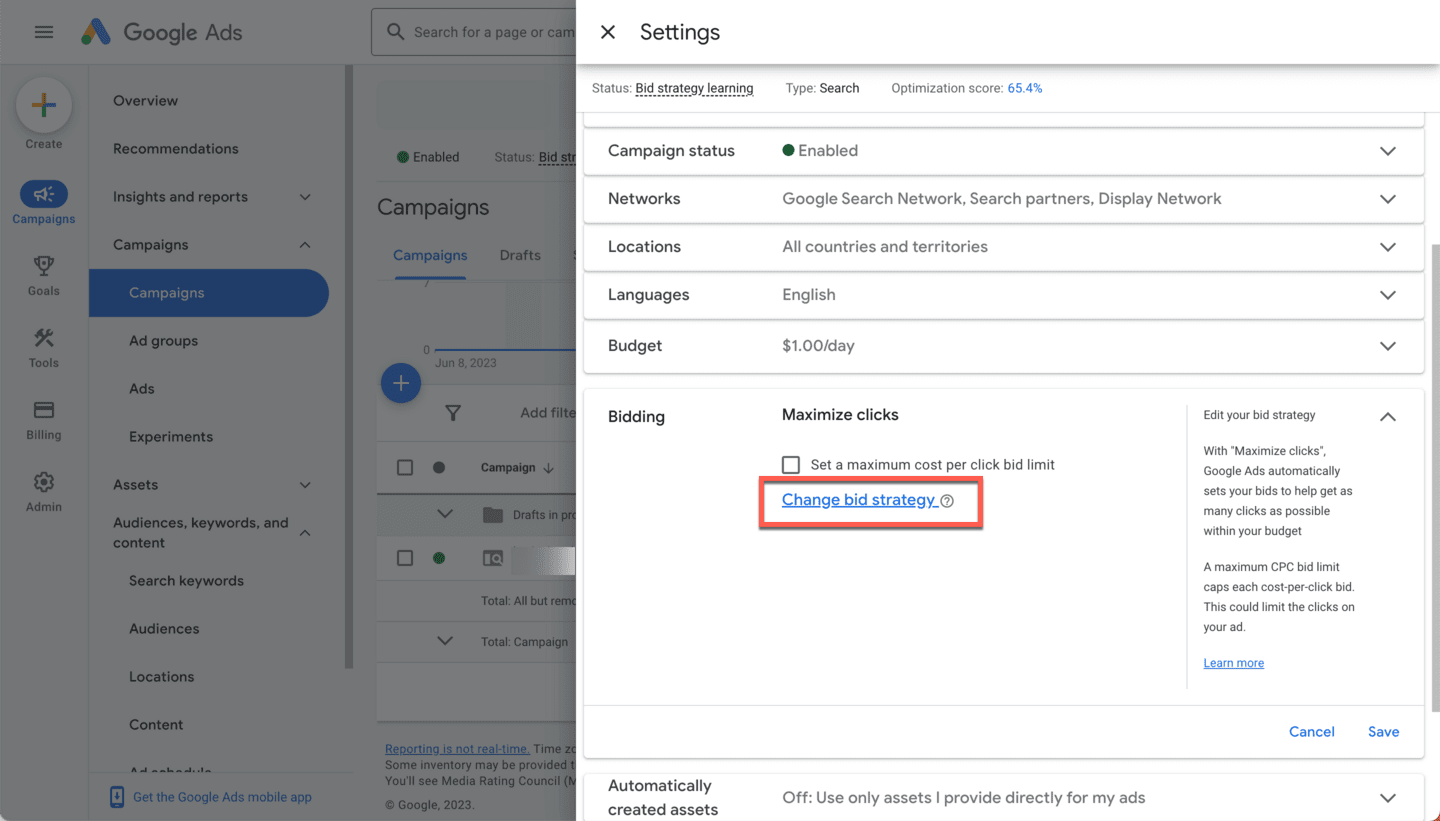 Google Ads
Search for a page or cam
Create
Campaigns
Goals
Tools
Billing
Admin
Overview
Recommendations
Insights and reports
Campaigns
Campaigns
Ad groups
Ads
Experiments
Assets
Audiences, keywords, and
content
Search keywords
Audiences
Locations
Content
Ad schedule
Get the Google Ads mobile app
Enabled
Status: Bid str
Campaigns
Campaigns
Drafts
7
0
Jun 8, 2023
Add filte
Campaign
Drafts in pro
Total: All but remo
Total: Campaign
Reporting is not real-time. Time zo
Some inventory may be provided t
You'll see Media Rating Council (M
© Google, 2023.
Settings
Status: Bid strategy learning
Type: Search
Optimization score: 65.4%
Campaign status
Enabled
Networks
Google Search Network, Search partners, Display Network
Locations
All countries and territories
Languages
English
Budget
$1.00/day
Bidding
Maximize clicks
Set a maximum cost per click bid limit
Change bid strategy
Edit your bid strategy
With "Maximize clicks",
Google Ads automatically
sets your bids to help get as
many clicks as possible
within your budget
A maximum CPC bid limit
caps each cost-per-click bid.
This could limit the clicks on
your ad.
Learn more
Cancel
Save
Automatically
created assets
Off: Use only assets I provide directly for my ads